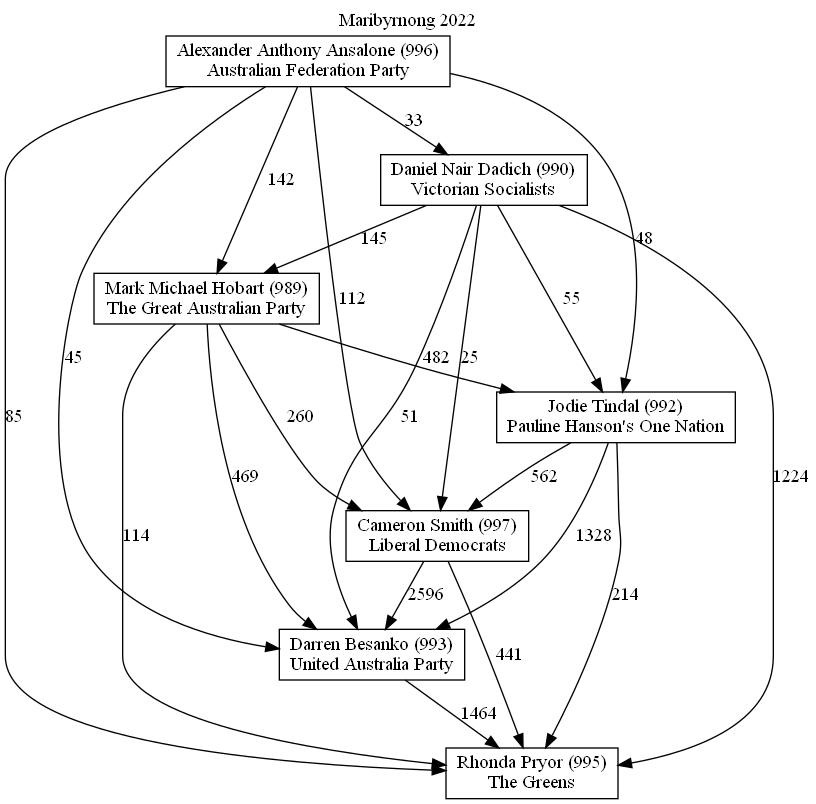 Maribyrnong 2022
Alexander Anthony Ansalone (996)
Australian Federation Party
33
Daniel Nair Dadich (990)
Victorian Socialists
142
145
48
Mark Michael Hobart (989)
The Great Australian Party
112
55
45
482
25
Jodie Tindal (992)
Pauline Hanson's One Nation
85
260
51
469
562
1224
Cameron Smith (997)
Liberal Democrats
114
1328
2596
214
Darren Besanko (993)
United Australia Party
441
1464
Rhonda Pryor (995)
The Greens